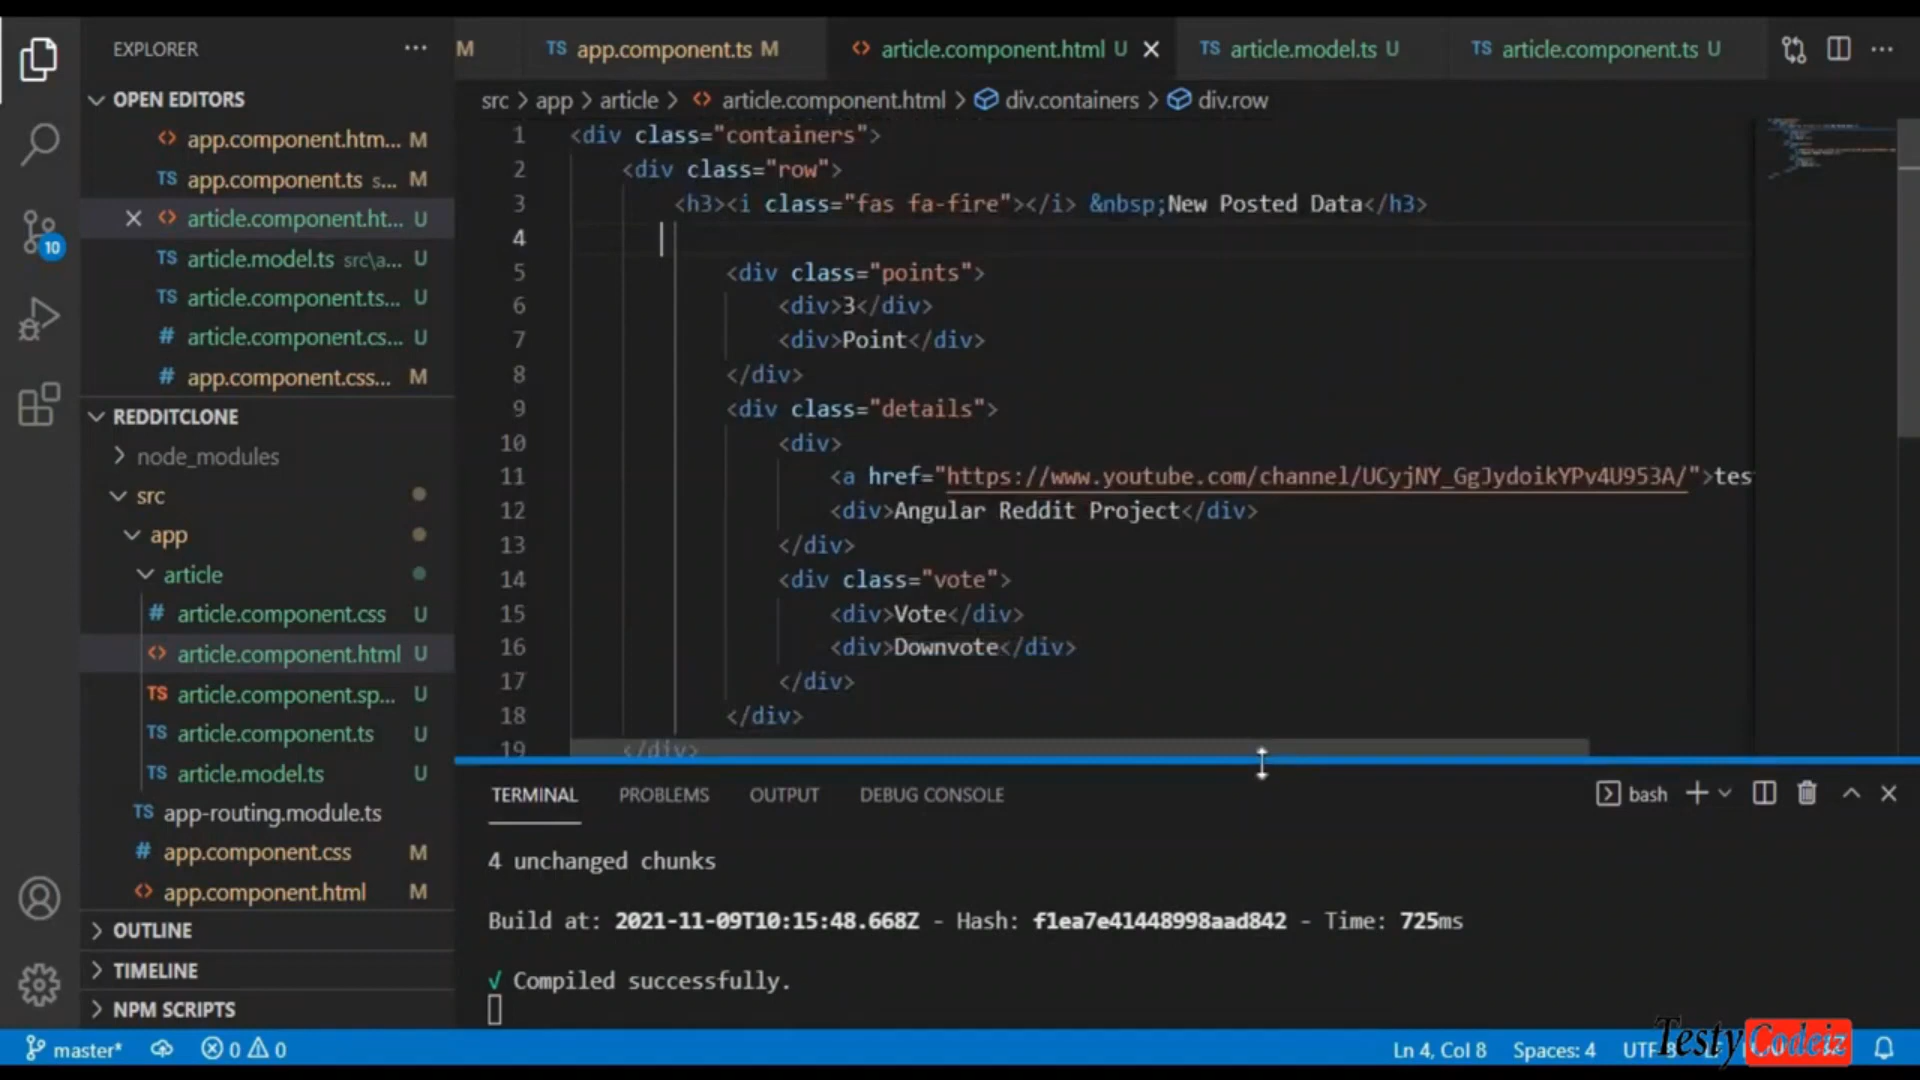 EXPLORER
M
TS app.component.ts M
<> article.component.html U
TS article.model.ts U
TS article.component.ts U
OPEN EDITORS
<> app.component.htm... M
TS app.component.ts s... M
<> article.component.ht... U
TS article.model.ts src\a... U
TS article.component.ts... U
# article.component.cs... U
# app.component.css... M
REDDITCLONE
node_modules
src
app
article
# article.component.css U
<> article.component.html U
TS article.component.sp... U
TS article.component.ts U
TS article.model.ts U
TS app-routing.module.ts
# app.component.css M
<> app.component.html M
OUTLINE
TIMELINE
NPM SCRIPTS
10
src > app > article > <> article.component.html > div.containers > div.row
1 <div class="containers">
2 <div class="row">
3 <h3><i class="fas fa-fire"></i> &nbsp;New Posted Data</h3>
4
5 <div class="points">
6 <div>3</div>
7 <div>Point</div>
8 </div>
9 <div class="details">
10 <div>
11 <a href="https://www.youtube.com/channel/UCyjNY_GgJydoikYPv4U953A/">tes
12 <div>Angular Reddit Project</div>
13 </div>
14 <div class="vote">
15 <div>Vote</div>
16 <div>Downvote</div>
17 </div>
18 </div>
19 </div>
TERMINAL PROBLEMS OUTPUT DEBUG CONSOLE
bash
4 unchanged chunks
Build at: 2021-11-09T10:15:48.668Z - Hash: f1ea7e41448998aad842 - Time: 725ms
√ Compiled successfully.
master* 0 0
Ln 4, Col 8 Spaces: 4 UTF-8
Testy Codeiz